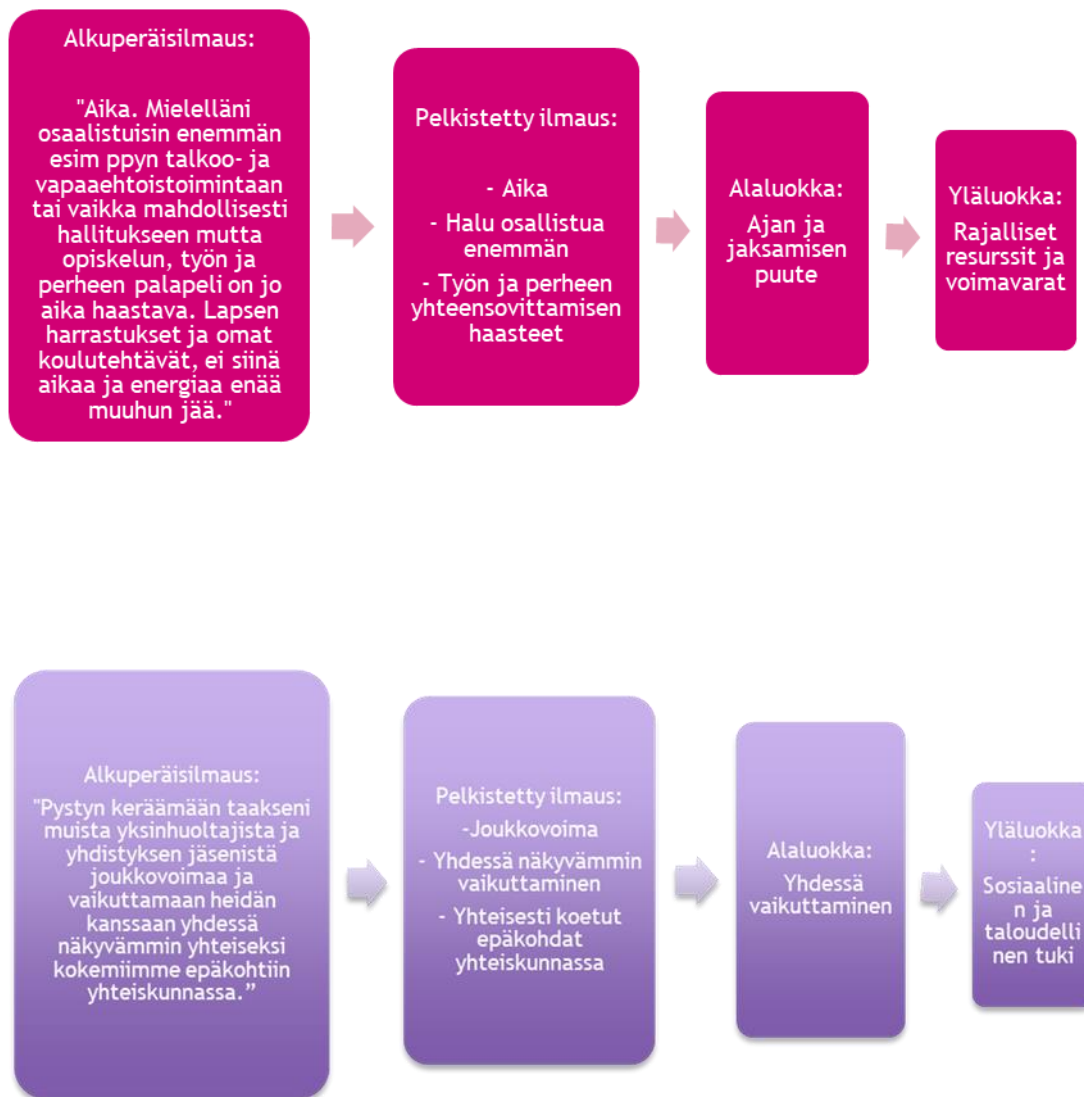 Alkuperäisilmaus:
"Aika. Mielelläni
osaalistuisin enemmän
esim ppyn talkoo- ja
vapaaehtoistoimintaan
tai vaikka mahdollisesti
hallitukseen mutta
opiskelun, työn ja
perheen palapeli on jo
aika haastava. Lapsen
harrastukset ja omat
koulutehtävät, ei siinä
aikaa ja energiaa enää
muuhun jää."
Pelkistetty ilmaus:
- Aika
- Halu osallistua
enemmän
- Työn ja perheen
yhteensovittamisen
haasteet
Alaluokka:
Ajan ja
jaksamisen
puute
Yläluokka:
Rajalliset
resurssit ja
voimavarat
Alkuperäisilmaus:
"Pystyn keräämään taakseni
muista yksinhuoltajista ja
yhdistyksen jäsenistä
joukkovoimaa ja
vaikuttamaan heidän
kanssaan yhdessä
näkyvämmin yhteiseksi
kokemiimme epäkohtiin
yhteiskunnassa.”
Pelkistetty ilmaus:
-Joukkovoima
- Yhdessä näkyvämmin
vaikuttaminen
- Yhteisesti koetut
epäkohdat
yhteiskunnassa
Alaluokka:
Yhdessä
vaikuttaminen
Yläluokka
:
Sosiaaline
n ja
taloudelli
nen tuki